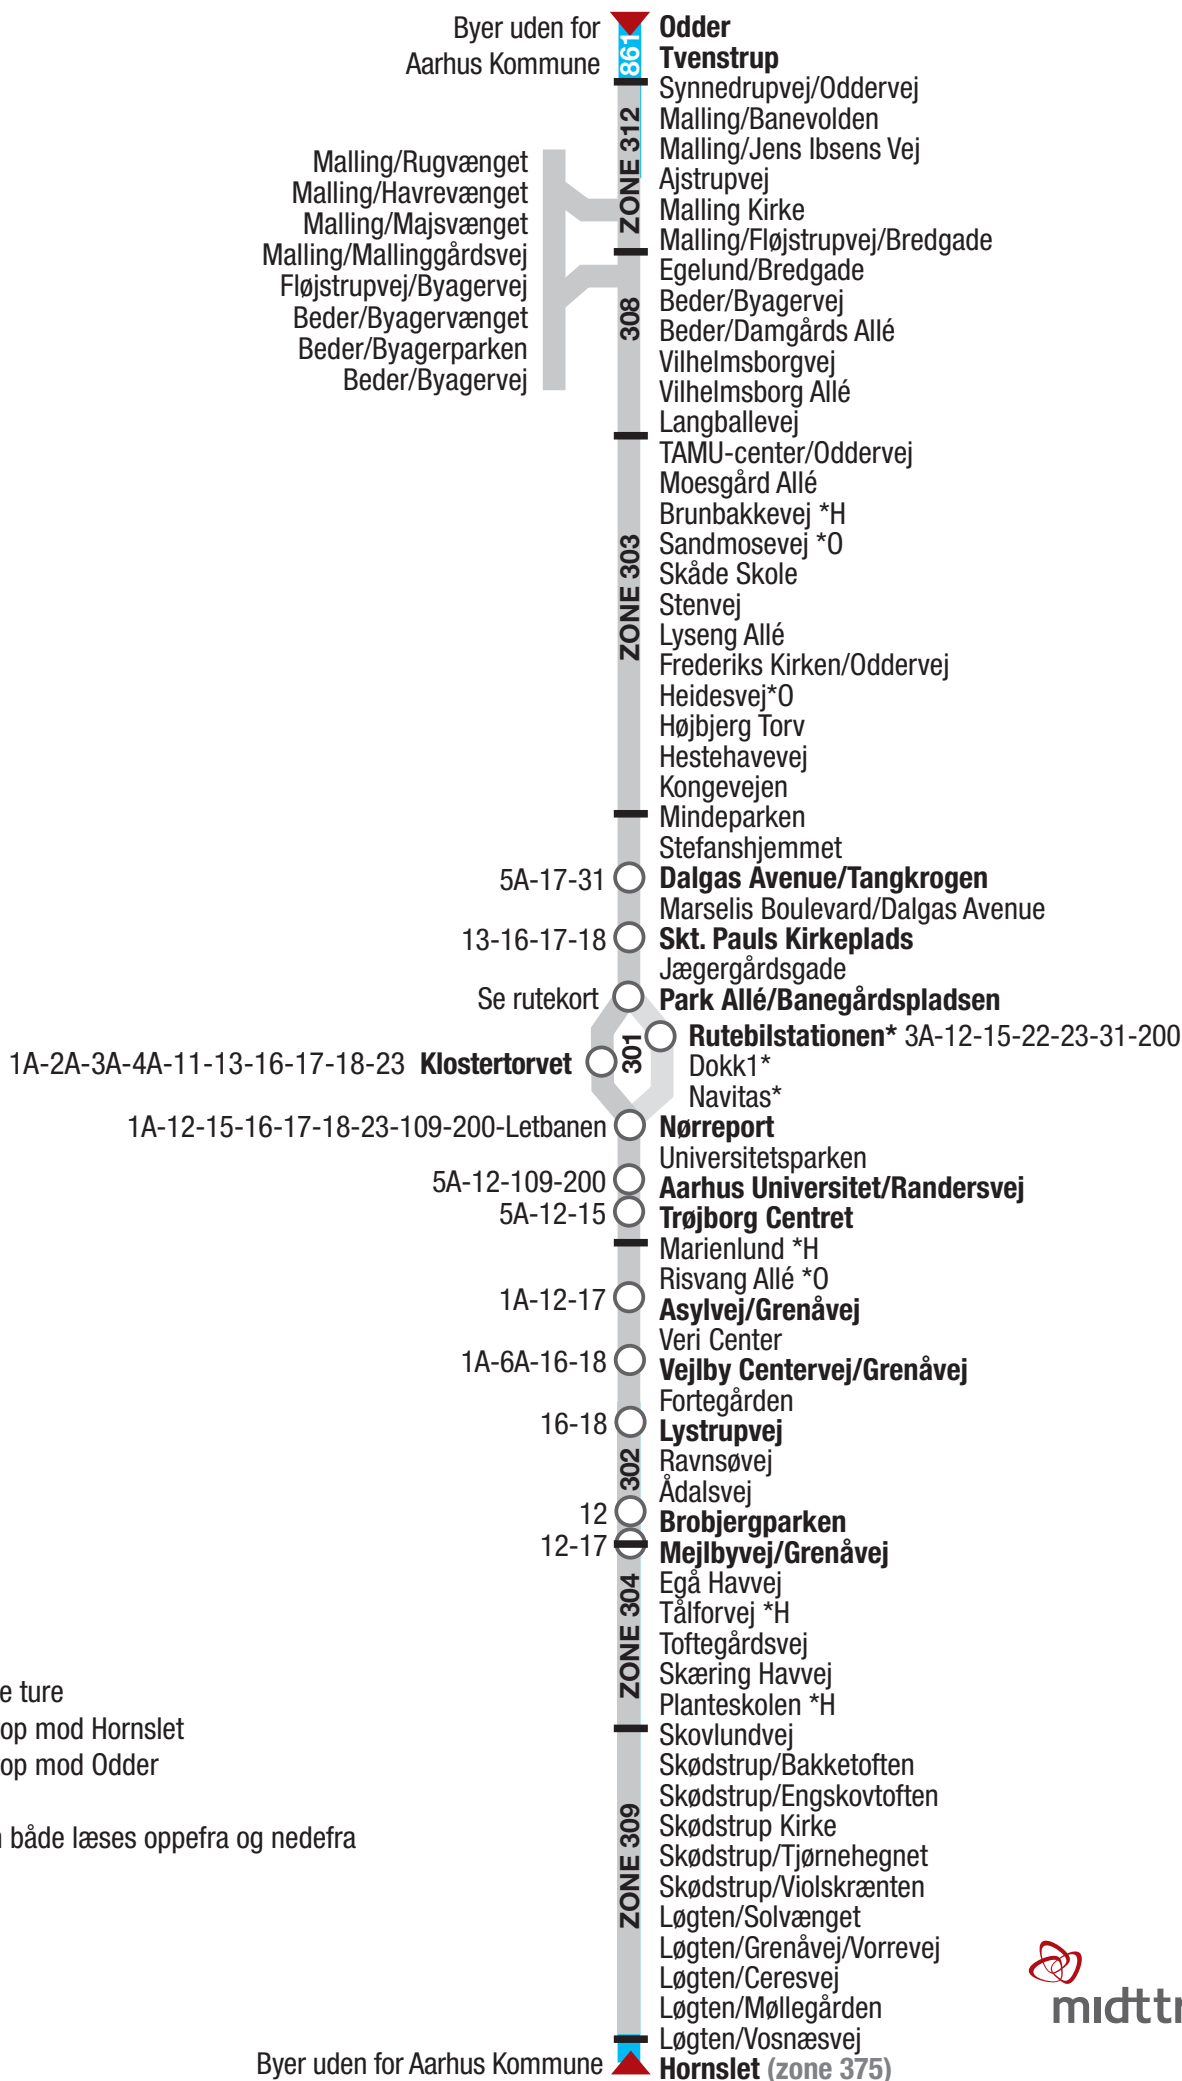 Byer uden for
Aarhus Kommune
861
Odder
Tvenstrup
Synnedrupvej/Oddervej
Malling/Banevolden
Malling/Jens Ibsens Vej
Ajstrupvej
Malling Kirke
Malling/Fløjstrupvej/Bredgade
ZONE 312
Malling/Rugvænget
Malling/Havrevænget
Malling/Majsvænget
Malling/Mallinggårdsvej
Fløjstrupvej/Byagervej
Beder/Byagervænget
Beder/Byagerparken
Beder/Byagervej
308
Egelund/Bredgade
Beder/Byagervej
Beder/Damgårds Allé
Vilhelmsborgvej
Vilhelmsborg Allé
Langballevej
ZONE 303
TAMU-center/Oddervej
Moesgård Allé
Brunbakkevej *H
Sandmosevej *O
Skåde Skole
Stenvej
Lyseng Allé
Frederiks Kirken/Oddervej
Heidesvej*O
Højbjerg Torv
Hestehavevej
Kongevejen
Mindeparken
Stefanshjemmet
5A-17-31 Dalgas Avenue/Tangkrogen
Marselis Boulevard/Dalgas Avenue
13-16-17-18 Skt. Pauls Kirkeplads
Jægergårdsgade
Se rutekort Park Allé/Banegårdspladsen
301
Rutebilstationen* 3A-12-15-22-23-31-200
1A-2A-3A-4A-11-13-16-17-18-23 Klostertorvet
Dokk1*
Navitas*
1A-12-15-16-17-18-23-109-200-Letbanen Nørreport
Universitetsparken
5A-12-109-200 Aarhus Universitet/Randersvej
5A-12-15 Trøjborg Centret
Marienlund *H
Risvang Allé *O
1A-12-17 Asylvej/Grenåvej
Veri Center
1A-6A-16-18 Vejlby Centervej/Grenåvej
Fortegården
16-18 Lystrupvej
302
Ravnsøvej
Ådalsvej
12 Brobjergparken
12-17 Mejlbyvej/Grenåvej
ZONE 304
Egå Havvej
Tålforvej *H
Toftegårdsvej
Skæring Havvej
Planteskolen *H
Skovlundvej
e ture
op mod Hornslet
op mod Odder
n både læses oppefra og nedefra
ZONE 309
Skødstrup/Bakketoften
Skødstrup/Engskovtoften
Skødstrup Kirke
Skødstrup/Tjørnehegnet
Skødstrup/Violskrænten
Løgten/Solvænget
Løgten/Grenåvej/Vorrevej
Løgten/Ceresvej
Løgten/Møllegården
Løgten/Vosnæsvej
Byer uden for Aarhus Kommune Hornslet (zone 375)
midttr